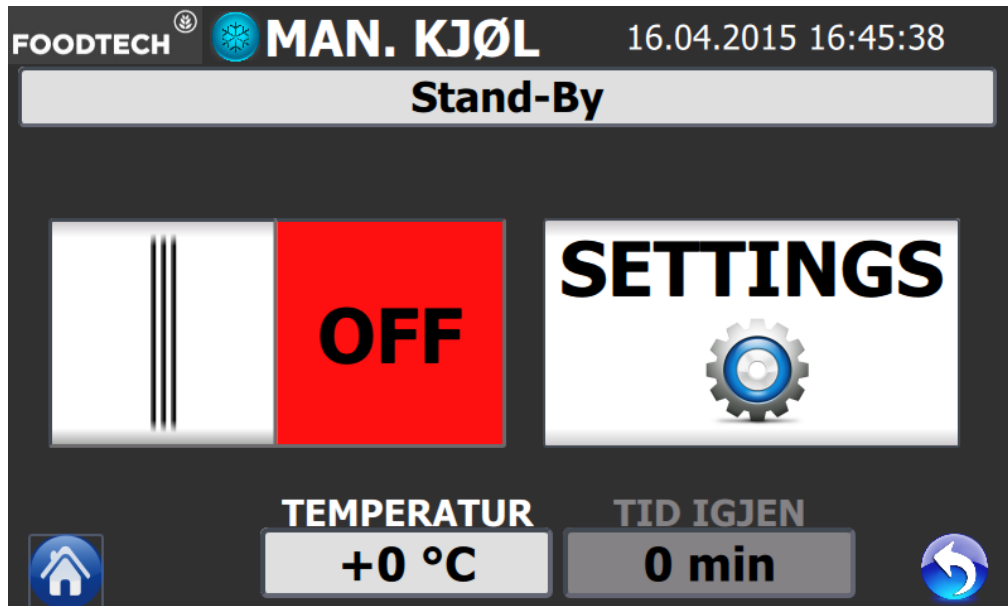 FOODTECH MAN. KJØL 16.04.2015 16:45:38
Stand-By
OFF
SETTINGS
TEMPERATUR TID IGJEN
+0 °C 0 min